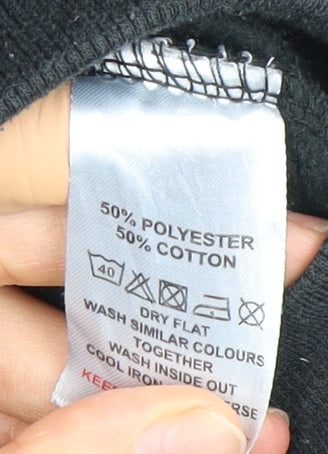 50% POLYESTER
50% COTTON
40
DRY FLAT
WASH SIMILAR COLOURS
TOGETHER
WASH INSIDE OUT
COOL IRON